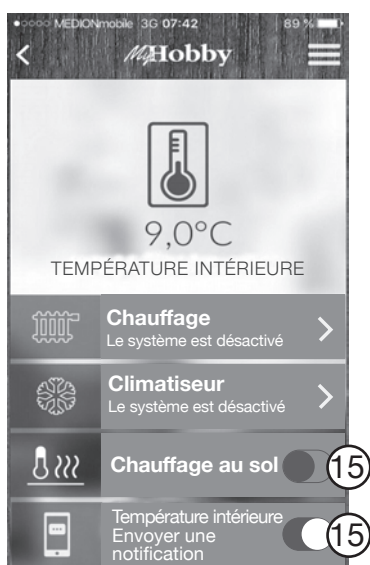 MEDIONmobile 3G 07:42 89 %
MyHobby
9,0°C
TEMPÉRATURE INTÉRIEURE
Chauffage
Le système est désactivé
Climatiseur
Le système est désactivé
Chauffage au sol
15
Température intérieure
Envoyer une
notification
15